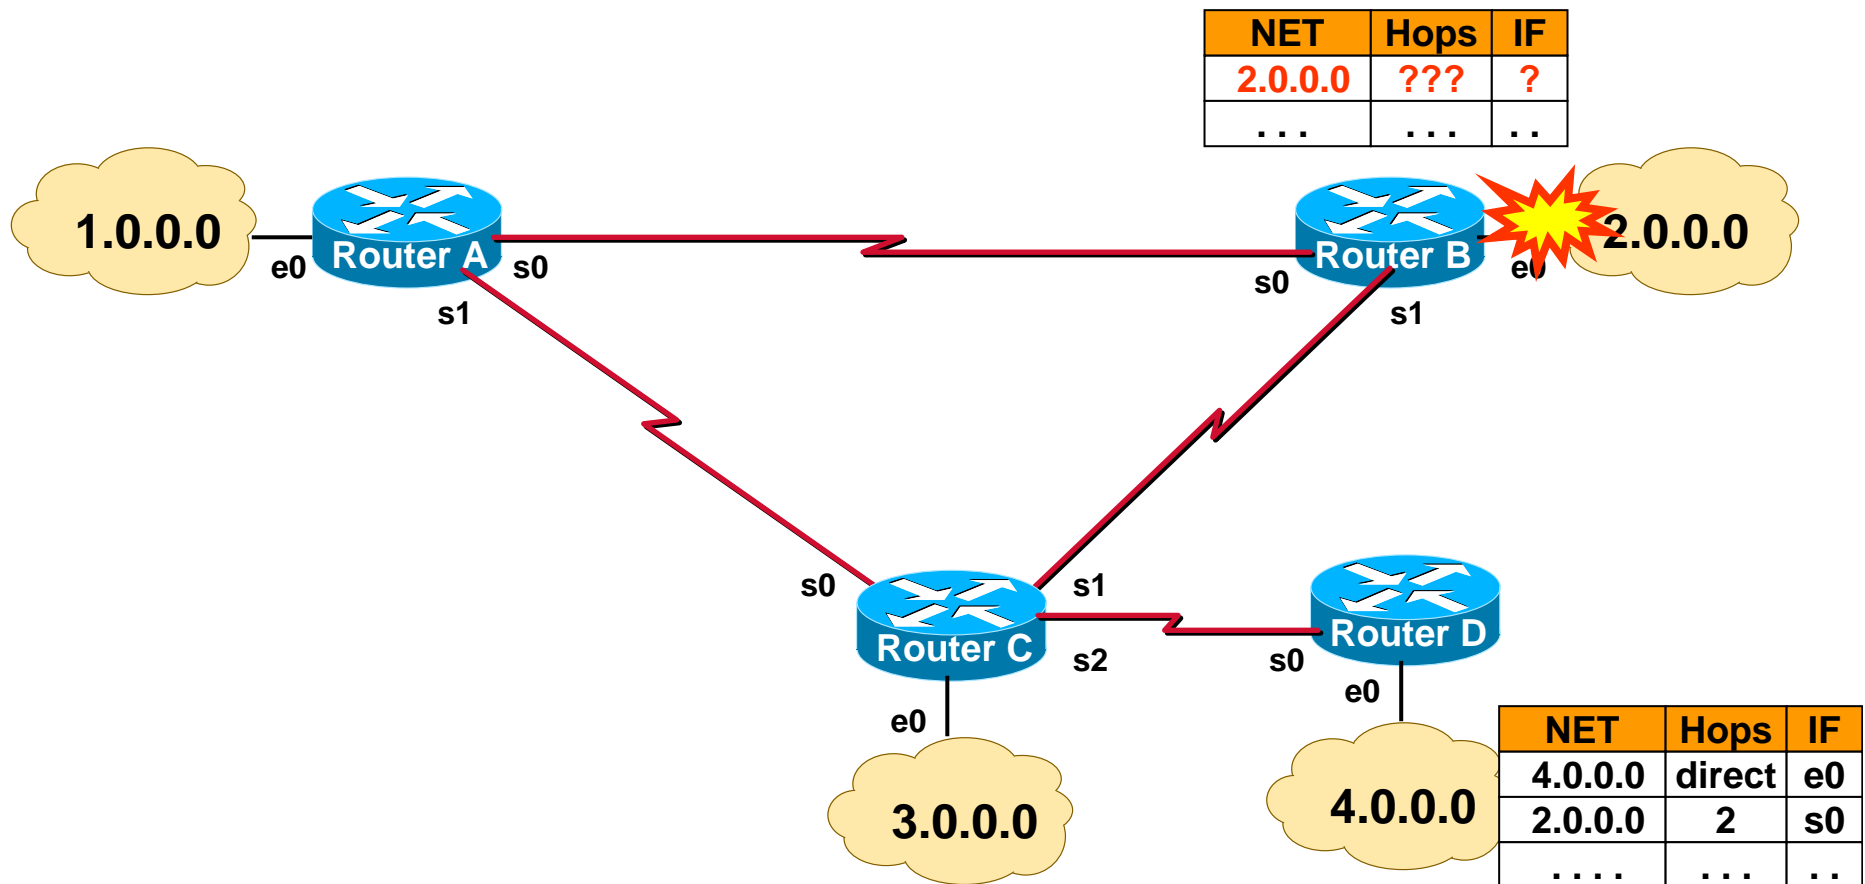 NET Hops IF
2.0.0.0 ??? ?
. . . . . . . .
1.0.0.0
e0
Router A
s0
s1
s0
Router B
e0
2.0.0.0
s1
s0
Router C
s1
s2
e0
3.0.0.0
s0
Router D
e0
4.0.0.0
NET Hops IF
4.0.0.0 direct e0
2.0.0.0 2 s0
. . . . . . . . .